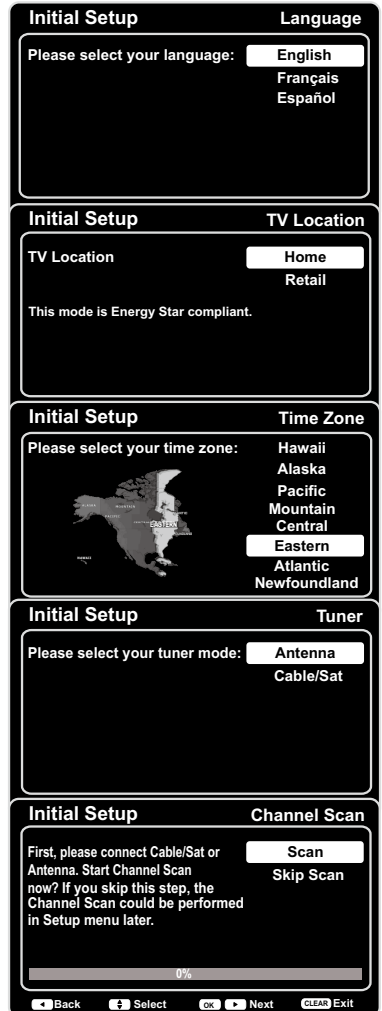 Initial Setup Language
Please select your language: English
Français
Español
Initial Setup TV Location
TV Location Home
Retail
This mode is Energy Star compliant.
Initial Setup Time Zone
Please select your time zone: Hawaii
Alaska
Pacific
Mountain
Central
EASTERN
Eastern
Atlantic
Newfoundland
Initial Setup Tuner
Please select your tuner mode: Antenna
Cable/Sat
Initial Setup Channel Scan
First, please connect Cable/Sat or Scan
Antenna. Start Channel Scan Skip Scan
now? If you skip this step, the
Channel Scan could be performed
in Setup menu later.
0%
Back Select OK Next CLEAR Exit